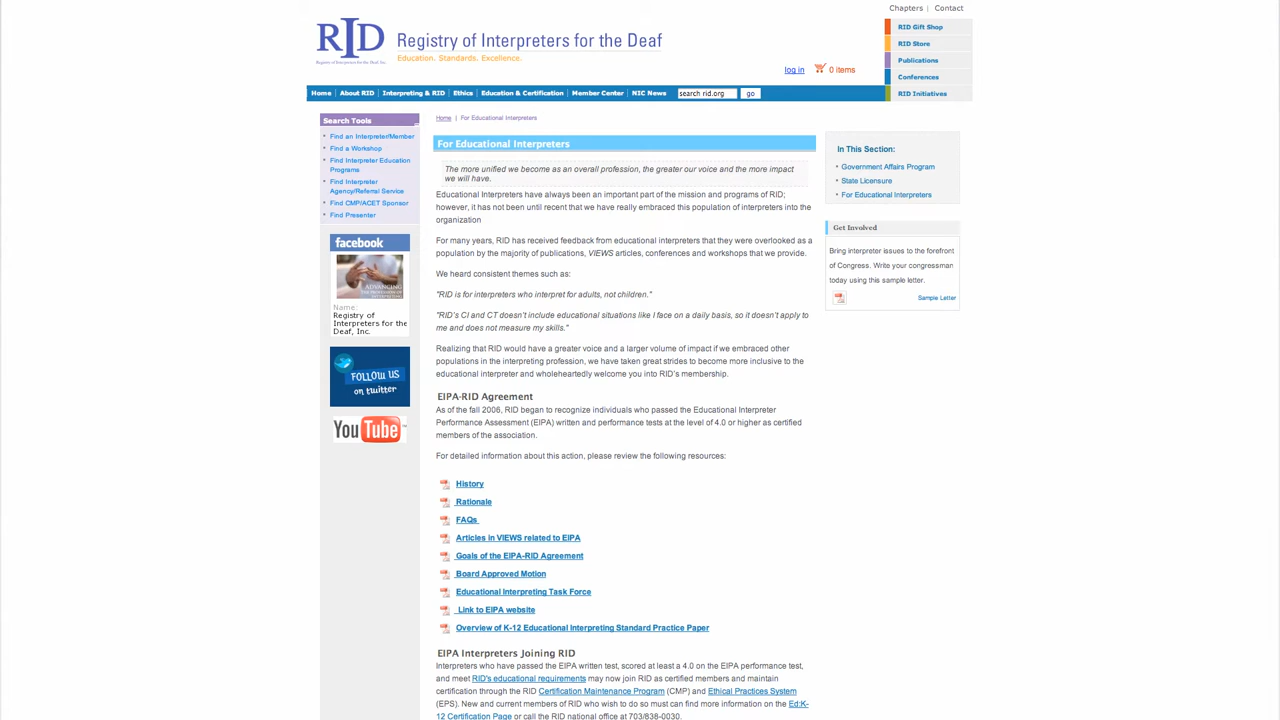 Chapters | Contact
RID
Registry of Interpreters for the Deaf, Inc.
Registry of Interpreters for the Deaf
Education. Standards. Excellence.
log in 0 items
RID Gift Shop
RID Store
Publications
Conferences
RID Initiatives
Home About RID Interpreting & RID Ethics Education & Certification Member Center NIC News search rid.org go
Search Tools
Find an Interpreter/Member
Find a Workshop
Find Interpreter Education
Programs
Find Interpreter
Agency/Referral Service
Find CMP/ACET Sponsor
Find Presenter
facebook
ADVANCING
THE PROFESSION OF
INTERPRETING
Name:
Registry of
Interpreters for the
Deaf, Inc.
FOLLOW US
on twitter
YouTube
Home | For Educational Interpreters
For Educational Interpreters
The more unified we become as an overall profession, the greater our voice and the more impact
we will have.
Educational Interpreters have always been an important part of the mission and programs of RID;
however, it has not been until recent that we have really embraced this population of interpreters into the
organization
For many years, RID has received feedback from educational interpreters that they were overlooked as a
population by the majority of publications, VIEWS articles, conferences and workshops that we provide.
We heard consistent themes such as:
"RID is for interpreters who interpret for adults, not children."
"RID's CI and CT doesn't include educational situations like I face on a daily basis, so it doesn't apply to
me and does not measure my skills."
Realizing that RID would have a greater voice and a larger volume of impact if we embraced other
populations in the interpreting profession, we have taken great strides to become more inclusive to the
educational interpreter and wholeheartedly welcome you into RID's membership.
EIPA-RID Agreement
As of the fall 2006, RID began to recognize individuals who passed the Educational Interpreter
Performance Assessment (EIPA) written and performance tests at the level of 4.0 or higher as certified
members of the association.
For detailed information about this action, please review the following resources:
History
Rationale
FAQs
Articles in VIEWS related to EIPA
Goals of the EIPA-RID Agreement
Board Approved Motion
Educational Interpreting Task Force
Link to EIPA website
Overview of K-12 Educational Interpreting Standard Practice Paper
EIPA Interpreters Joining RID
Interpreters who have passed the EIPA written test, scored at least a 4.0 on the EIPA performance test,
and meet RID's educational requirements may now join RID as certified members and maintain
certification through the RID Certification Maintenance Program (CMP) and Ethical Practices System
(EPS). New and current members of RID who wish to do so must can find more information on the Ed:K-
12 Certification Page or call the RID national office at 703/838-0030.
In This Section:
Government Affairs Program
State Licensure
For Educational Interpreters
Get Involved
Bring interpreter issues to the forefront
of Congress. Write your congressman
today using this sample letter.
Sample Letter